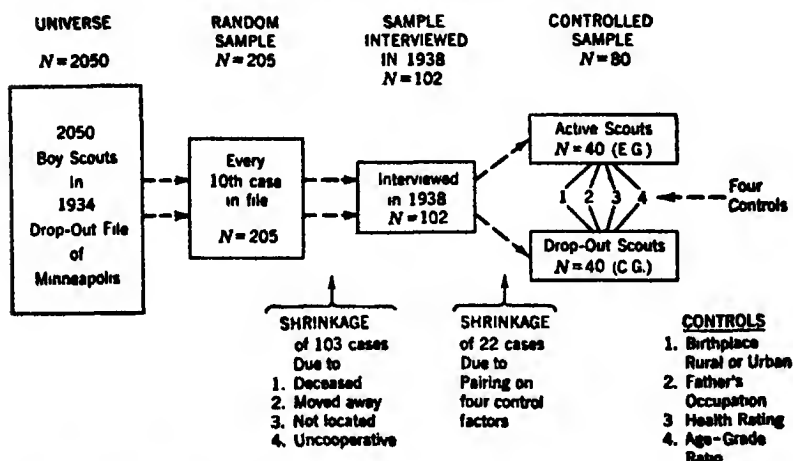 UNIVERSE
N=2050
RANDOM
SAMPLE
N=205
SAMPLE
INTERVIEWED
IN 1938
N=102
CONTROLLED
SAMPLE
N=80
2050
Boy Scouts
in
1934
Drop-Out File
of
Minneapolis
Every
10th case
in file
N=205
Interviewed
in 1938
N=102
Active Scouts
N=40 (E G)
1 2 3 4
Four
Controls
Drop-Out Scouts
N=40 (C G.)
SHRINKAGE
of 103 cases
Due to
1. Deceased
2. Moved away
3. Not located
4. Uncooperative
SHRINKAGE
of 22 cases
Due to
Pairing on
four control
factors
CONTROLS
1. Birthplace
Rural or Urban
2. Father's
Occupation
3 Health Rating
4. Age-Grade
Ratio